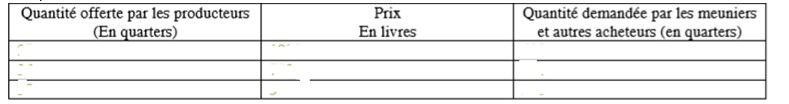 Quantité offerte par les producteurs
(En quarters)
Prix
En livres
Quantité demandée par les meuniers
et autres acheteurs (en quarters)